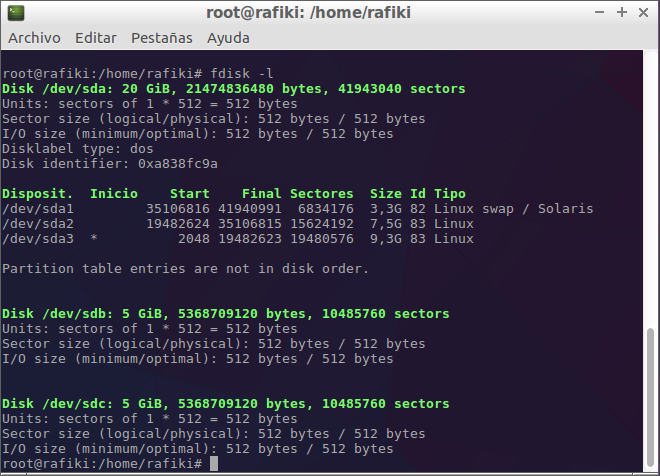 root@rafiki: /home/rafiki
Archivo Editar Pestañas Ayuda
root@rafiki:/home/rafiki# fdisk -l
Disk /dev/sda: 20 GiB, 21474836480 bytes, 41943040 sectors
Units: sectors of 1 * 512 = 512 bytes
Sector size (logical/physical): 512 bytes / 512 bytes
I/O size (minimum/optimal): 512 bytes / 512 bytes
Disklabel type: dos
Disk identifier: 0xa838fc9a
Disposit.  Inicio    Start    Final Sectores  Size Id Tipo
/dev/sda1         35106816 41940991  6834176  3,3G 82 Linux swap / Solaris
/dev/sda2         19482624 35106815 15624192  7,5G 83 Linux
/dev/sda3  *          2048 19482623 19480576  9,3G 83 Linux
Partition table entries are not in disk order.
Disk /dev/sdb: 5 GiB, 5368709120 bytes, 10485760 sectors
Units: sectors of 1 * 512 = 512 bytes
Sector size (logical/physical): 512 bytes / 512 bytes
I/O size (minimum/optimal): 512 bytes / 512 bytes
Disk /dev/sdc: 5 GiB, 5368709120 bytes, 10485760 sectors
Units: sectors of 1 * 512 = 512 bytes
Sector size (logical/physical): 512 bytes / 512 bytes
I/O size (minimum/optimal): 512 bytes / 512 bytes
root@rafiki:/home/rafiki#